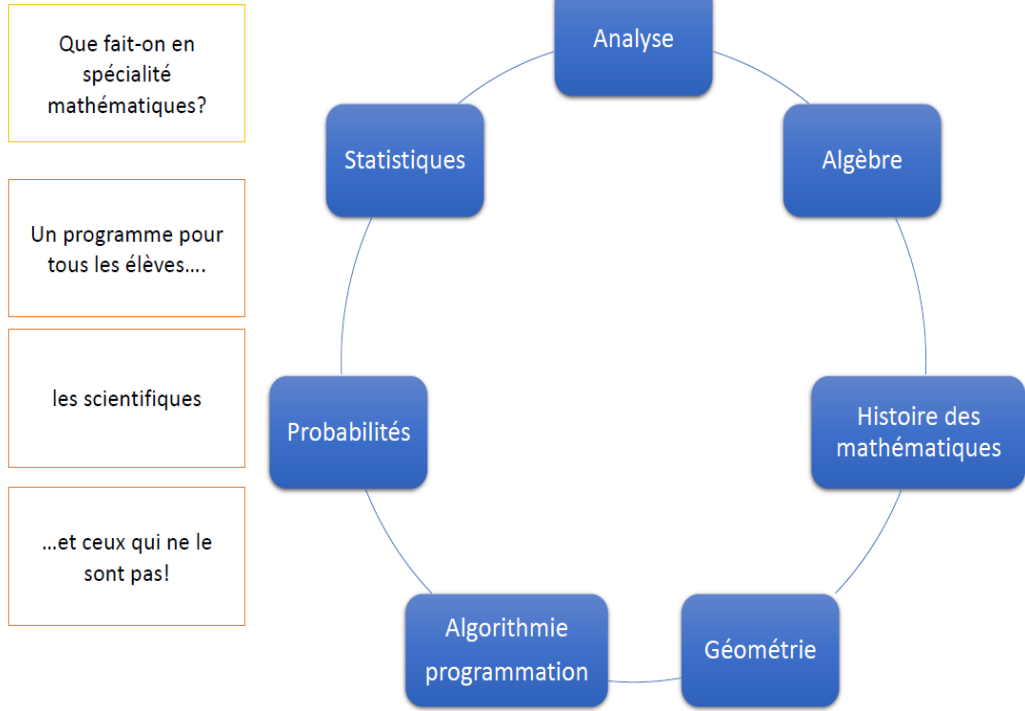 Que fait-on en
spécialité
mathématiques?
Un programme pour
tous les élèves....
les scientifiques
...et ceux qui ne le
sont pas!
Analyse
Algèbre
Histoire des
mathématiques
Géométrie
Algorithmie
programmation
Probabilités
Statistiques